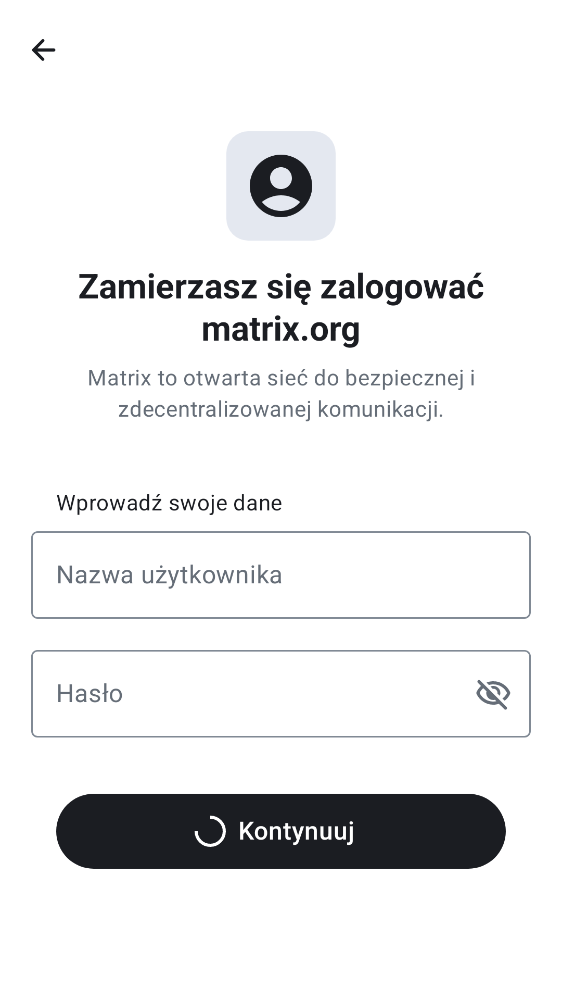 Zamierzasz się zalogować
matrix.org
Matrix to otwarta sieć do bezpiecznej i
zdecentralizowanej komunikacji.
Wprowadź swoje dane
Nazwa użytkownika
Hasło
Kontynuuj